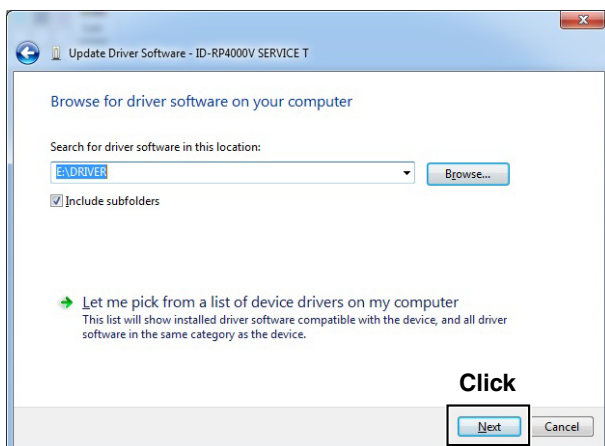 Update Driver Software - ID-RP4000V SERVICE T
Browse for driver software on your computer
Search for driver software in this location:
E:\DRIVER
Browse...
Include subfolders
Let me pick from a list of device drivers on my computer
This list will show installed driver software compatible with the device, and all driver
software in the same category as the device.
Click
Next
Cancel